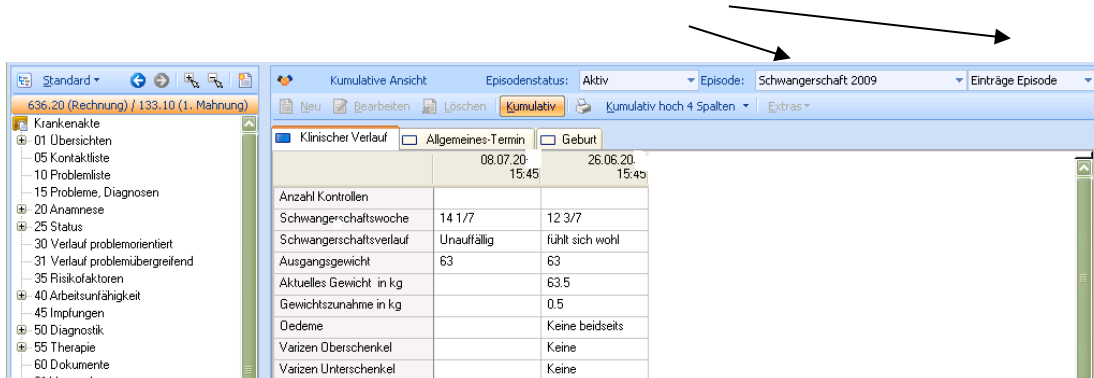 Standard
Kumulative Ansicht Episodenstatus: Aktiv Episode: Schwangerschaft 2009 Einträge Episode
636.20 (Rechnung) / 133.10 (1. Mahnung)
Neu Bearbeiten Löschen Kumulativ Kumulativ hoch 4 Spalten Extras
Krankenakte
01 Übersichten
05 Kontaktliste
10 Problemliste
15 Probleme, Diagnosen
20 Anamnese
25 Status
30 Verlauf problemorientiert
31 Verlauf problemübergreifend
35 Risikofaktoren
40 Arbeitsunfähigkeit
45 Impfungen
50 Diagnostik
55 Therapie
60 Dokumente
Klinischer Verlauf Allgemeines-Termin Geburt
08.07.20 26.06.20
15:45 15:45
Anzahl Kontrollen
Schwangerschaftswoche 14 1/7 12 3/7
Schwangerschaftsverlauf Unauffällig fühlt sich wohl
Ausgangsgewicht 63 63
Aktuelles Gewicht in kg 63.5
Gewichtszunahme in kg 0.5
Oedeme Keine beidseits
Varizen Oberschenkel Keine
Varizen Unterschenkel Keine